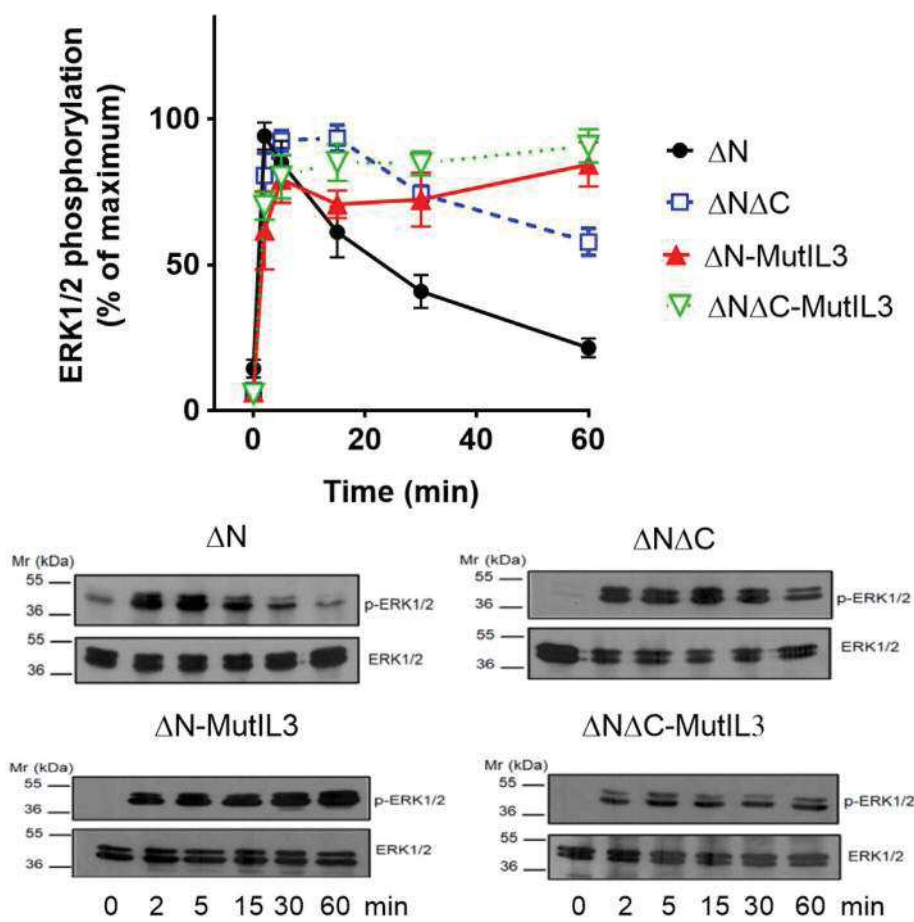 ERK1/2 phosphorylation
(% of maximum)
100
50
0
0 20 40 60
Time (min)
ΔN
ΔNΔC
ΔN-MutIL3
ΔNΔC-MutIL3
ΔN
Mr (kDa)
55
36
p-ERK1/2
55
36
ERK1/2
ΔNΔC
Mr (kDa)
55
36
p-ERK1/2
55
36
ERK1/2
ΔN-MutIL3
Mr (kDa)
55
36
p-ERK1/2
55
36
ERK1/2
0 2 5 15 30 60 min
ΔNΔC-MutIL3
Mr (kDa)
55
36
p-ERK1/2
55
36
ERK1/2
0 2 5 15 30 60 min